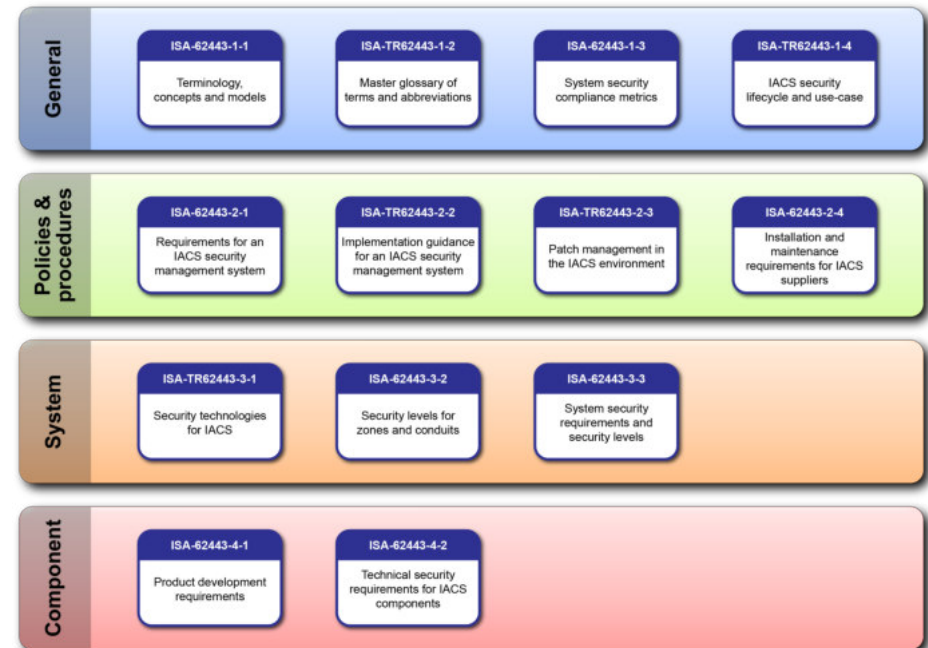 General
ISA-62443-1-1
Terminology,
concepts and models
ISA-TR62443-1-2
Master glossary of
terms and abbreviations
ISA-62443-1-3
System security
compliance metrics
ISA-TR62443-1-4
IACS security
lifecycle and use-case
Policies &
procedures
ISA-62443-2-1
Requirements for an
IACS security
management system
ISA-TR62443-2-2
Implementation guidance
for an IACS security
management system
ISA-TR62443-2-3
Patch management in
the IACS environment
ISA-62443-2-4
Installation and
maintenance
requirements for IACS
suppliers
System
ISA-TR62443-3-1
Security technologies
for IACS
ISA-62443-3-2
Security levels for
zones and conduits
ISA-62443-3-3
System security
requirements and
security levels
Component
ISA-62443-4-1
Product development
requirements
ISA-62443-4-2
Technical security
requirements for IACS
components